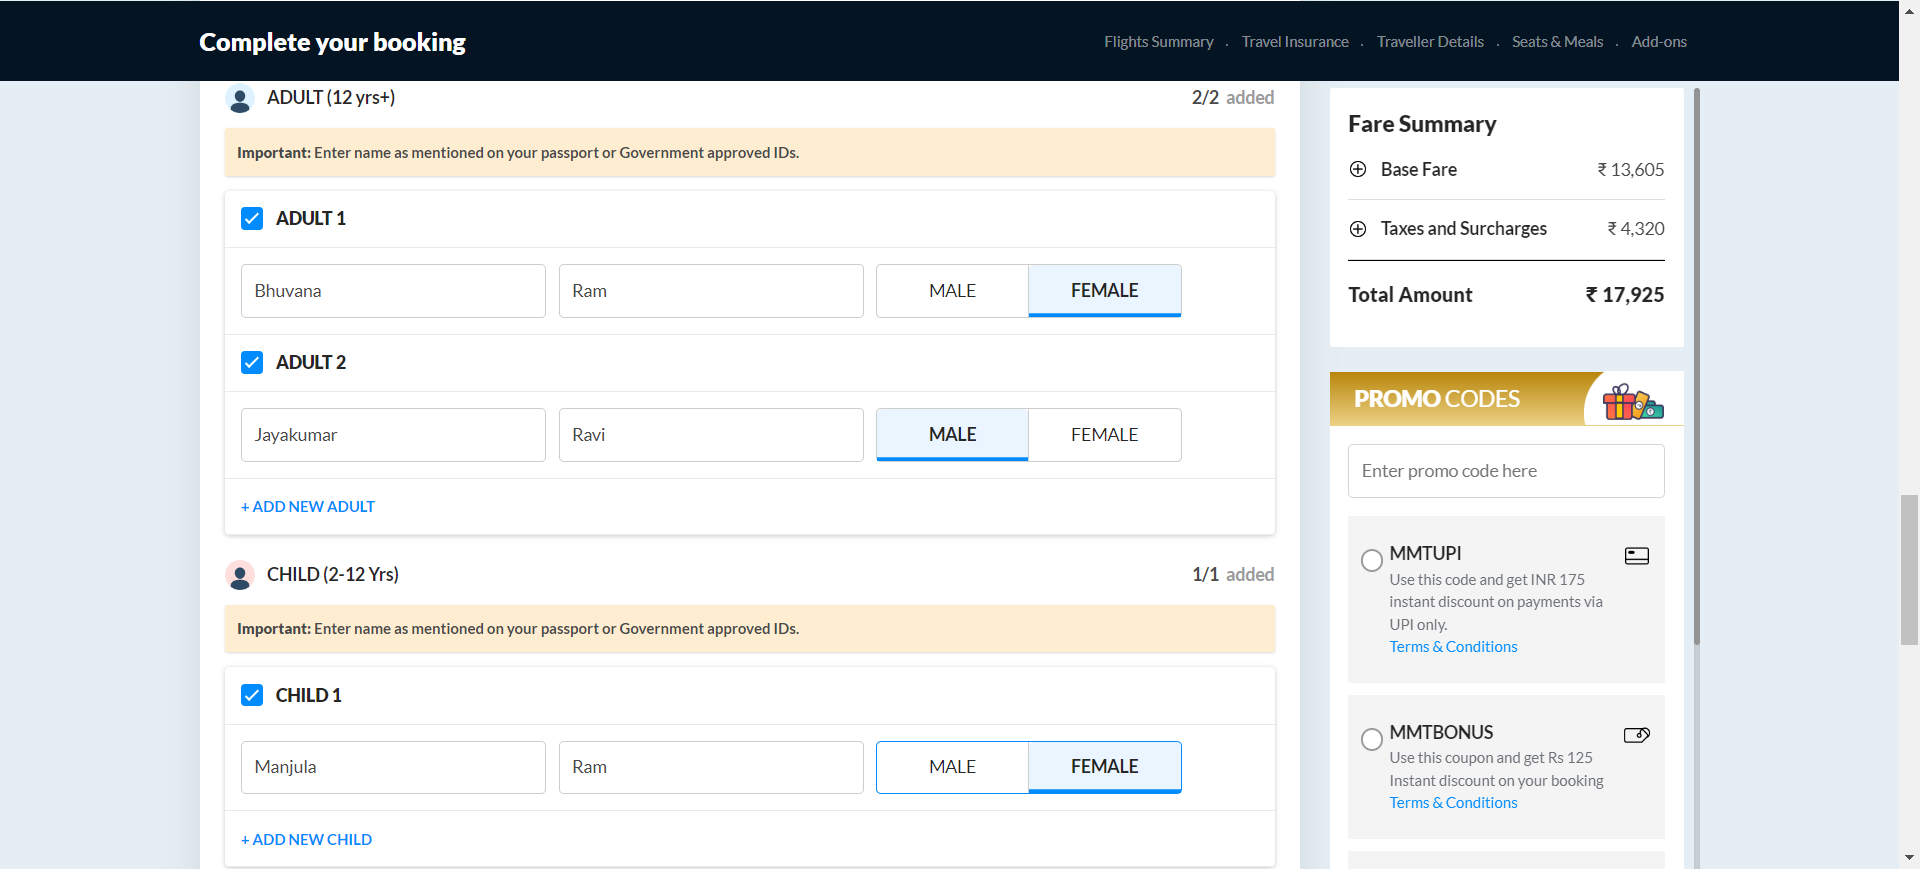 Complete your booking
Flights Summary . Travel Insurance . Traveller Details . Seats & Meals . Add-ons
ADULT (12 yrs+)
2/2 added
Important: Enter name as mentioned on your passport or Government approved IDs.
ADULT 1
Bhuvana Ram MALE FEMALE
ADULT 2
Jayakumar Ravi MALE FEMALE
+ ADD NEW ADULT
CHILD (2-12 Yrs)
1/1 added
Important: Enter name as mentioned on your passport or Government approved IDs.
CHILD 1
Manjula Ram MALE FEMALE
+ ADD NEW CHILD
Fare Summary
Base Fare ₹ 13,605
Taxes and Surcharges ₹ 4,320
Total Amount ₹ 17,925
PROMO CODES
Enter promo code here
MMTUPI
Use this code and get INR 175
instant discount on payments via
UPI only.
Terms & Conditions
MMTBONUS
Use this coupon and get Rs 125
Instant discount on your booking
Terms & Conditions